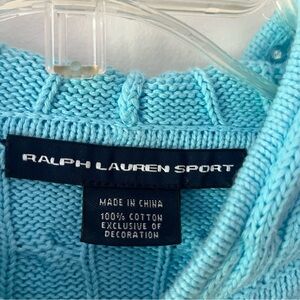 RALPH LAUREN SPORT
MADE IN CHINA
100% COTTON
EXCLUSIVE OF
DECORATION